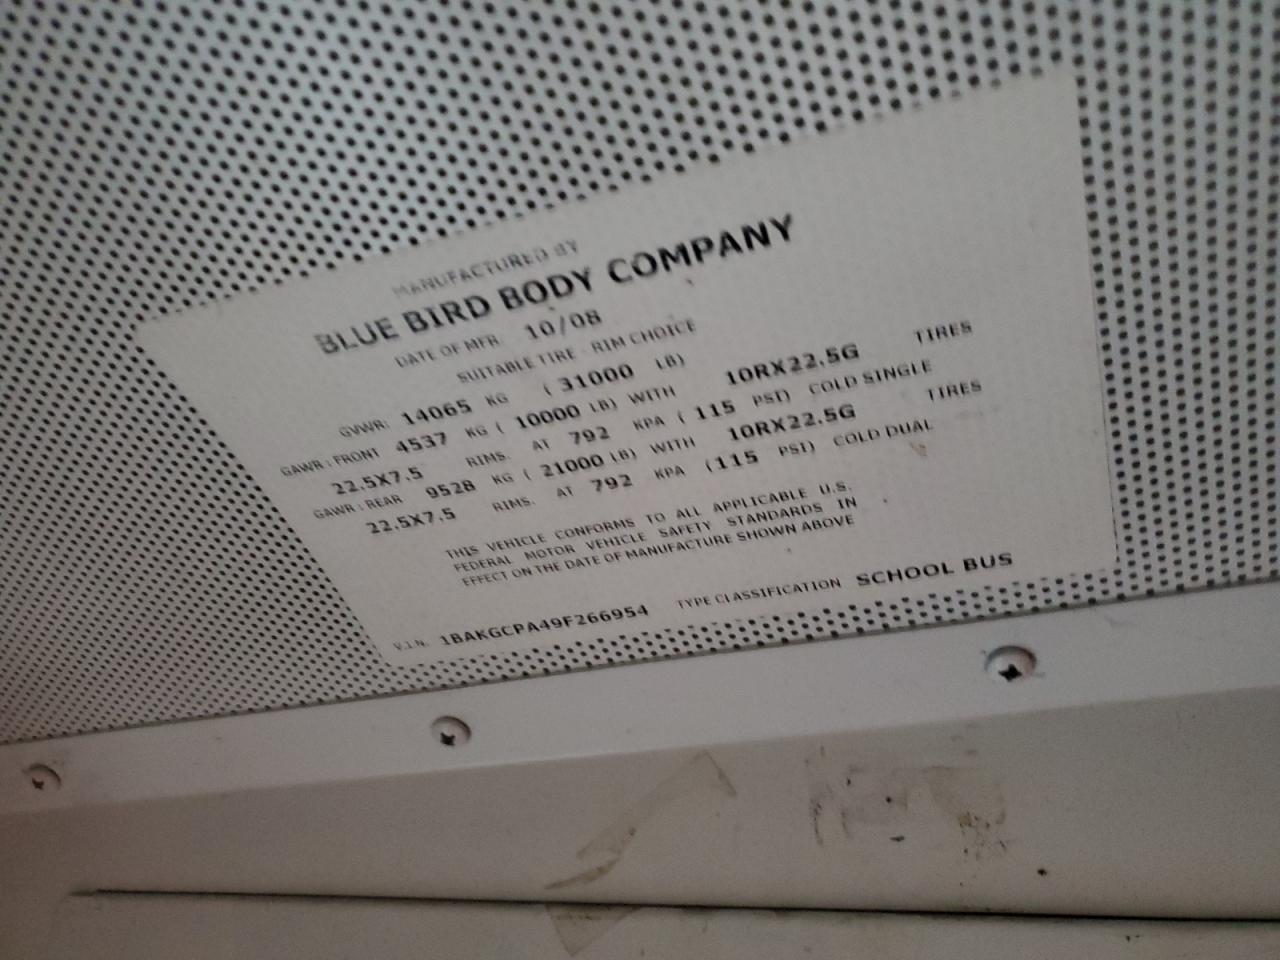 MANUFACTURED BY
BLUE BIRD BODY COMPANY
DATE OF MFR. 10/08
SUITABLE TIRE - RIM CHOICE
GVWR: 14065 KG (31000 LB)
GAWR: FRONT 4537 KG (10000 LB) WITH 10RX22.5G TIRES
22.5X7.5 RIMS. AT 792 KPA (115 PSI) COLD SINGLE
GAWR: REAR 9528 KG (21000 LB) WITH 10RX22.5G TIRES
22.5X7.5 RIMS. AT 792 KPA (115 PSI) COLD DUAL
THIS VEHICLE CONFORMS TO ALL APPLICABLE U.S.
FEDERAL MOTOR VEHICLE SAFETY STANDARDS IN
EFFECT ON THE DATE OF MANUFACTURE SHOWN ABOVE
V.I.N. 1BAKGCPA49F266954 TYPE CLASSIFICATION SCHOOL BUS